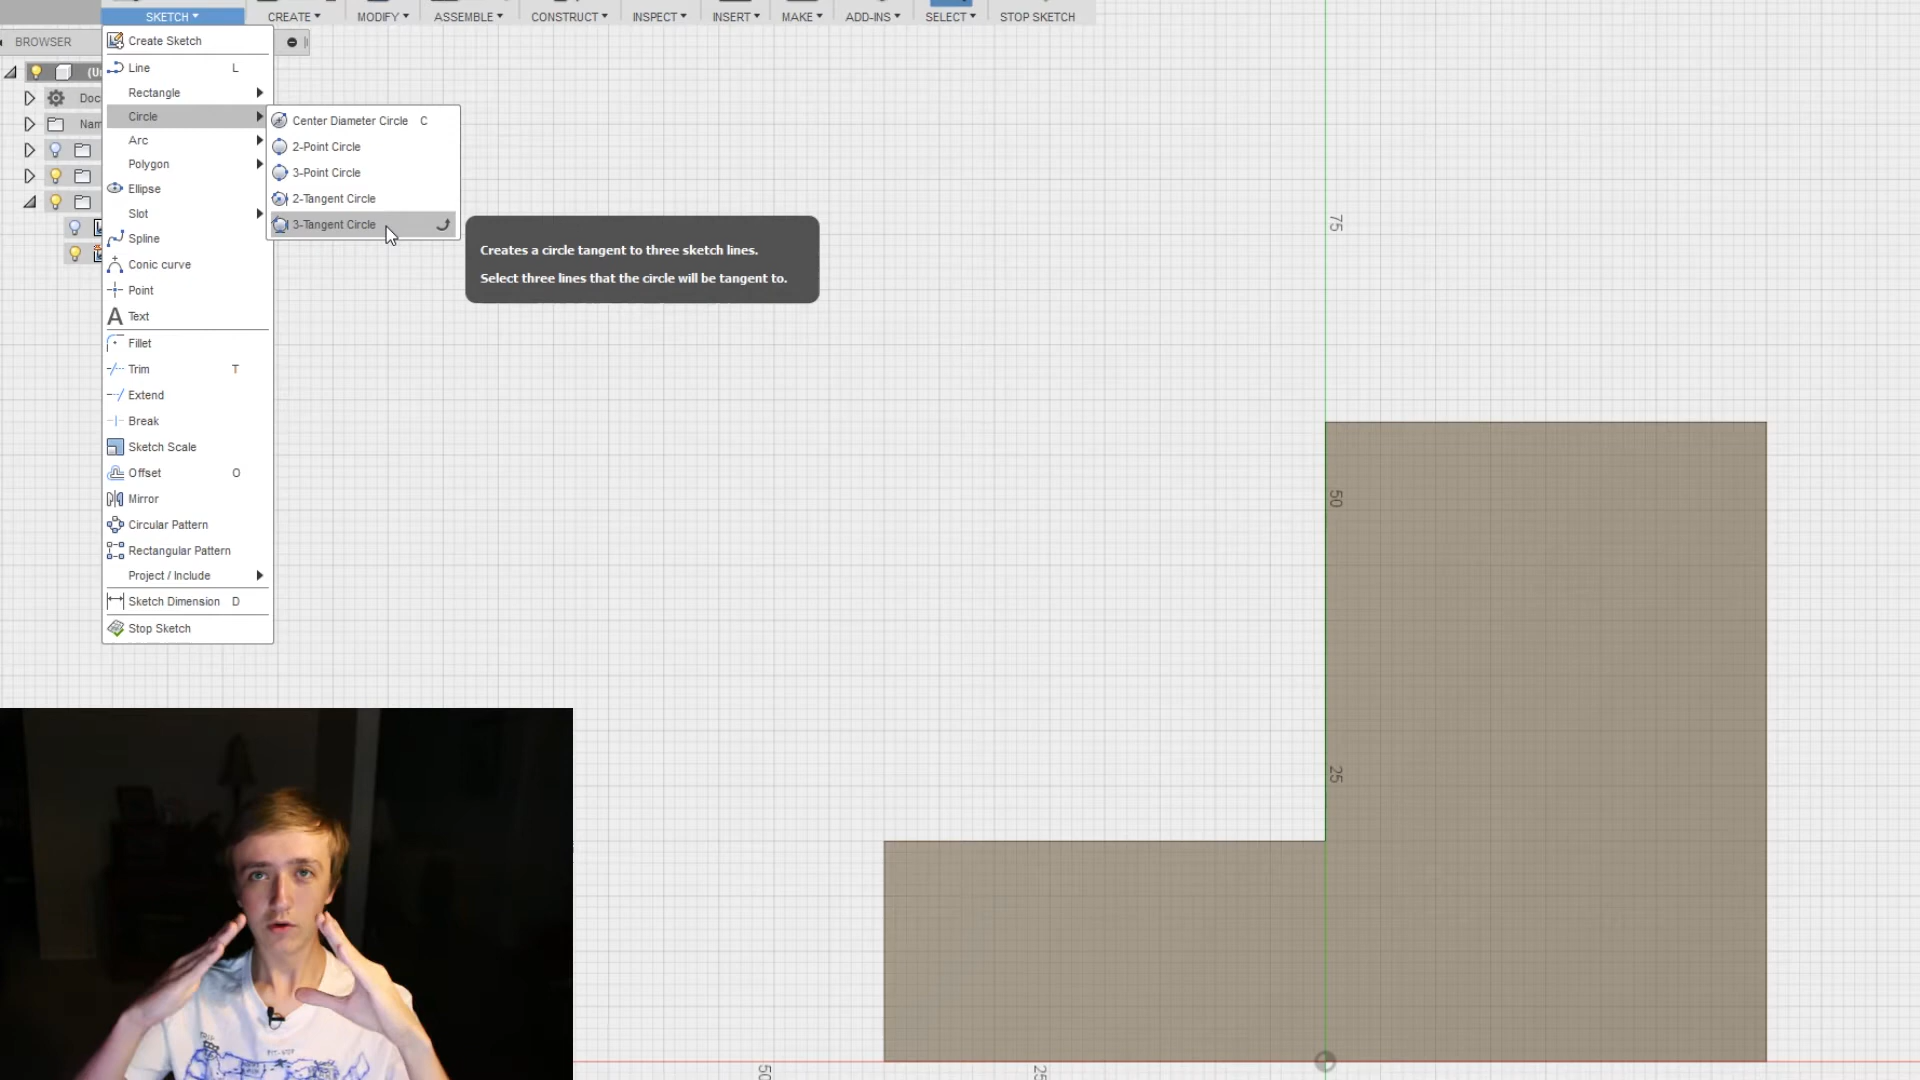 SKETCH CREATE MODIFY ASSEMBLE CONSTRUCT INSPECT INSERT MAKE ADD-INS SELECT STOP SKETCH
BROWSER
Create Sketch
Line L
Rectangle
Circle
Arc
Polygon
Ellipse
Slot
Spline
Conic curve
Point
Text
Fillet
Trim T
Extend
Break
Sketch Scale
Offset O
Mirror
Circular Pattern
Rectangular Pattern
Project / Include
Sketch Dimension D
Stop Sketch
Center Diameter Circle C
2-Point Circle
3-Point Circle
2-Tangent Circle
3-Tangent Circle
Creates a circle tangent to three sketch lines.
Select three lines that the circle will be tangent to.
75
50
25
50
25